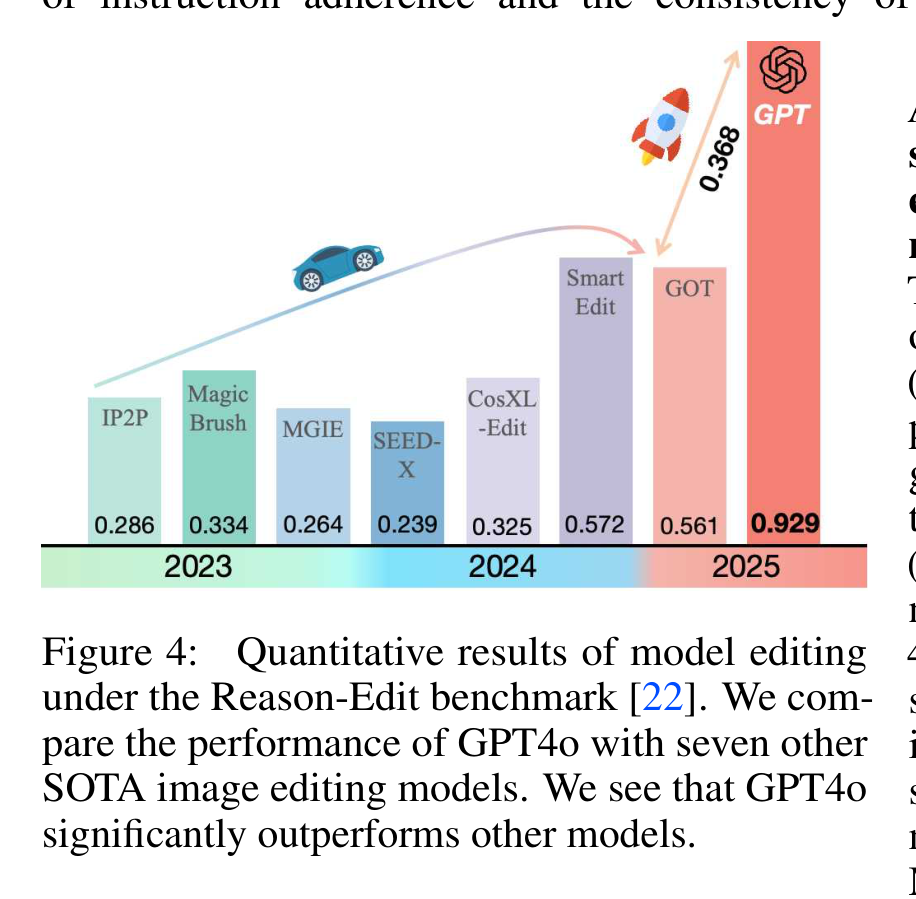 of instruction adherence and the consistency of
GPT
0.368
Smart
Edit
GOT
Magic
Brush
IP2P
MGIE
SEED-
X
CosXL
-Edit
0.286 0.334 0.264 0.239 0.325 0.572 0.561 0.929
2023 2024 2025
Figure 4: Quantitative results of model editing
under the Reason-Edit benchmark [22]. We com-
pare the performance of GPT4o with seven other
SOTA image editing models. We see that GPT4o
significantly outperforms other models.